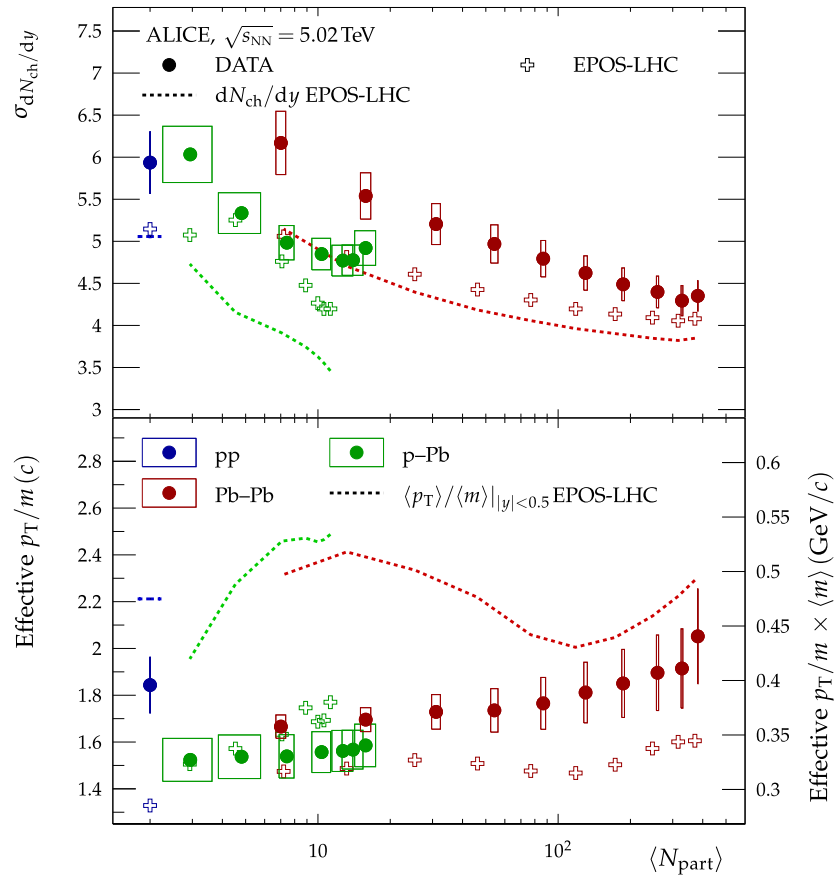 ALICE, √sNN = 5.02 TeV
DATA
EPOS-LHC
dNch/dy EPOS-LHC
σdNch/dy
7.5
7
6.5
6
5.5
5
4.5
4
3.5
3
pp
p–Pb
Pb–Pb
⟨pT⟩/⟨m⟩||y|<0.5 EPOS-LHC
Effective pT/m (c)
2.8
2.6
2.4
2.2
2
1.8
1.6
1.4
Effective pT/m × ⟨m⟩ (GeV/c)
0.6
0.55
0.5
0.45
0.4
0.35
0.3
10
10²
⟨Npart⟩